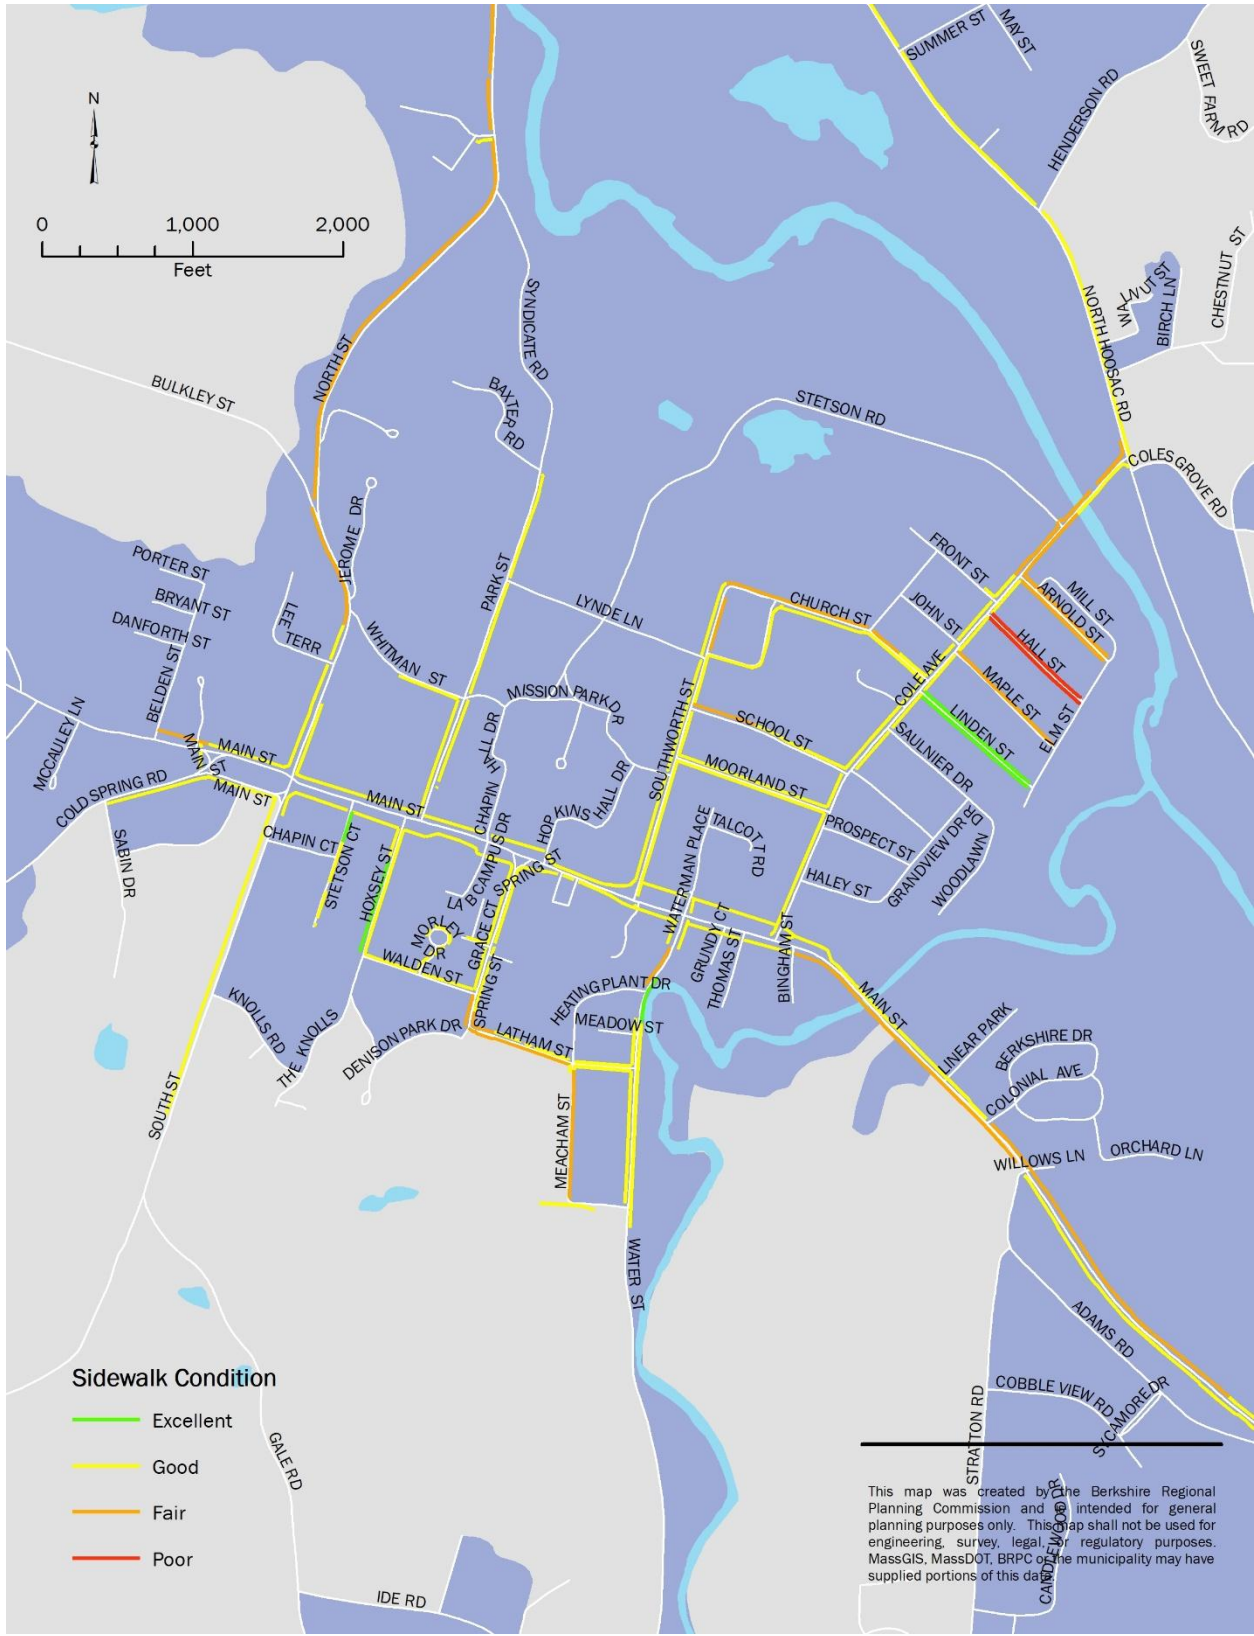 SUMMER ST
MAY ST
SWEET FARM RD
HENDERSON RD
N
0 1,000 2,000
Feet
CHESTNUT ST
WALNUT ST
BIRCH LN
SYNDICATE RD
NORTH HOOSAC RD
NORTH ST
BULKLEY ST
BAXTER RD
STETSON RD
COLES GROVE RD
JEROME DR
PORTER ST
BRYANT ST
DANFORTH ST
BELDEN ST
LEE TERR
WHITMAN ST
PARK ST
LYNDE LN
CHURCH ST
FRONT ST
JOHN ST
MILL ST
ARNOLD ST
HALL ST
MAPLE ST
LINDEN ST
ELM ST
COLE AVE
SAULNIER DR
MISSION PARK DR
SOUTHWORTH ST
SCHOOL ST
MOORLAND ST
MCCAULEY LN
MAIN ST
MAIN ST
MAIN ST
COLD SPRING RD
MAIN ST
CHAPIN HALL DR
HOPKINS HALL DR
WATERMAN PLACE
TALCOTT RD
PROSPECT ST
GRANDVIEW DR
DR
WOODLAWN
HALEY ST
SABIN DR
CHAPIN CT
STETSON CT
HOXSEY ST
LAB CAMPUS DR
SPRING ST
GRACE CT
MORLEY DR
WALDEN ST
SPRING ST
GRUNDY CT
THOMAS ST
BINGHAM ST
HEATING PLANT DR
MEADOW ST
MAIN ST
LINEAR PARK
BERKSHIRE DR
COLONIAL AVE
ORCHARD LN
WILLOWS LN
KNOLLS RD
THE KNOLLS
DENISON PARK DR
LATHAM ST
MEACHAM ST
SOUTH ST
WATER ST
ADAMS RD
COBBLE VIEW RD
SYCAMORE DR
STRATTON RD
CANDLEWOOD DR
GALE RD
IDE RD
Sidewalk Condition
Excellent
Good
Fair
Poor
This map was created by the Berkshire Regional
Planning Commission and is intended for general
planning purposes only. This map shall not be used for
engineering, survey, legal, or regulatory purposes.
MassGIS, MassDOT, BRPC or the municipality may have
supplied portions of this data.